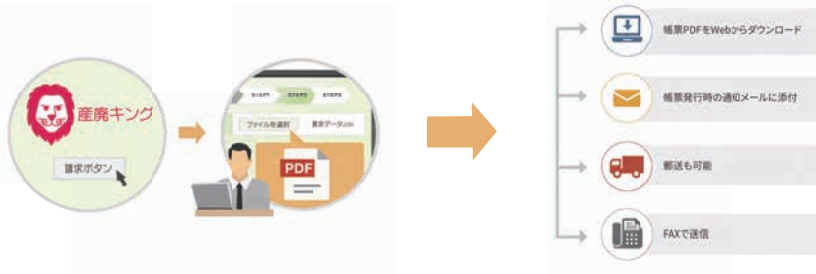 産廃キング
請求ボタン
STEP1 STEP2 STEP3
ファイルを選択 請求データ.csv
PDF
帳票PDFをWebからダウンロード
帳票発行時の通知メールに添付
郵送も可能
FAXで送信